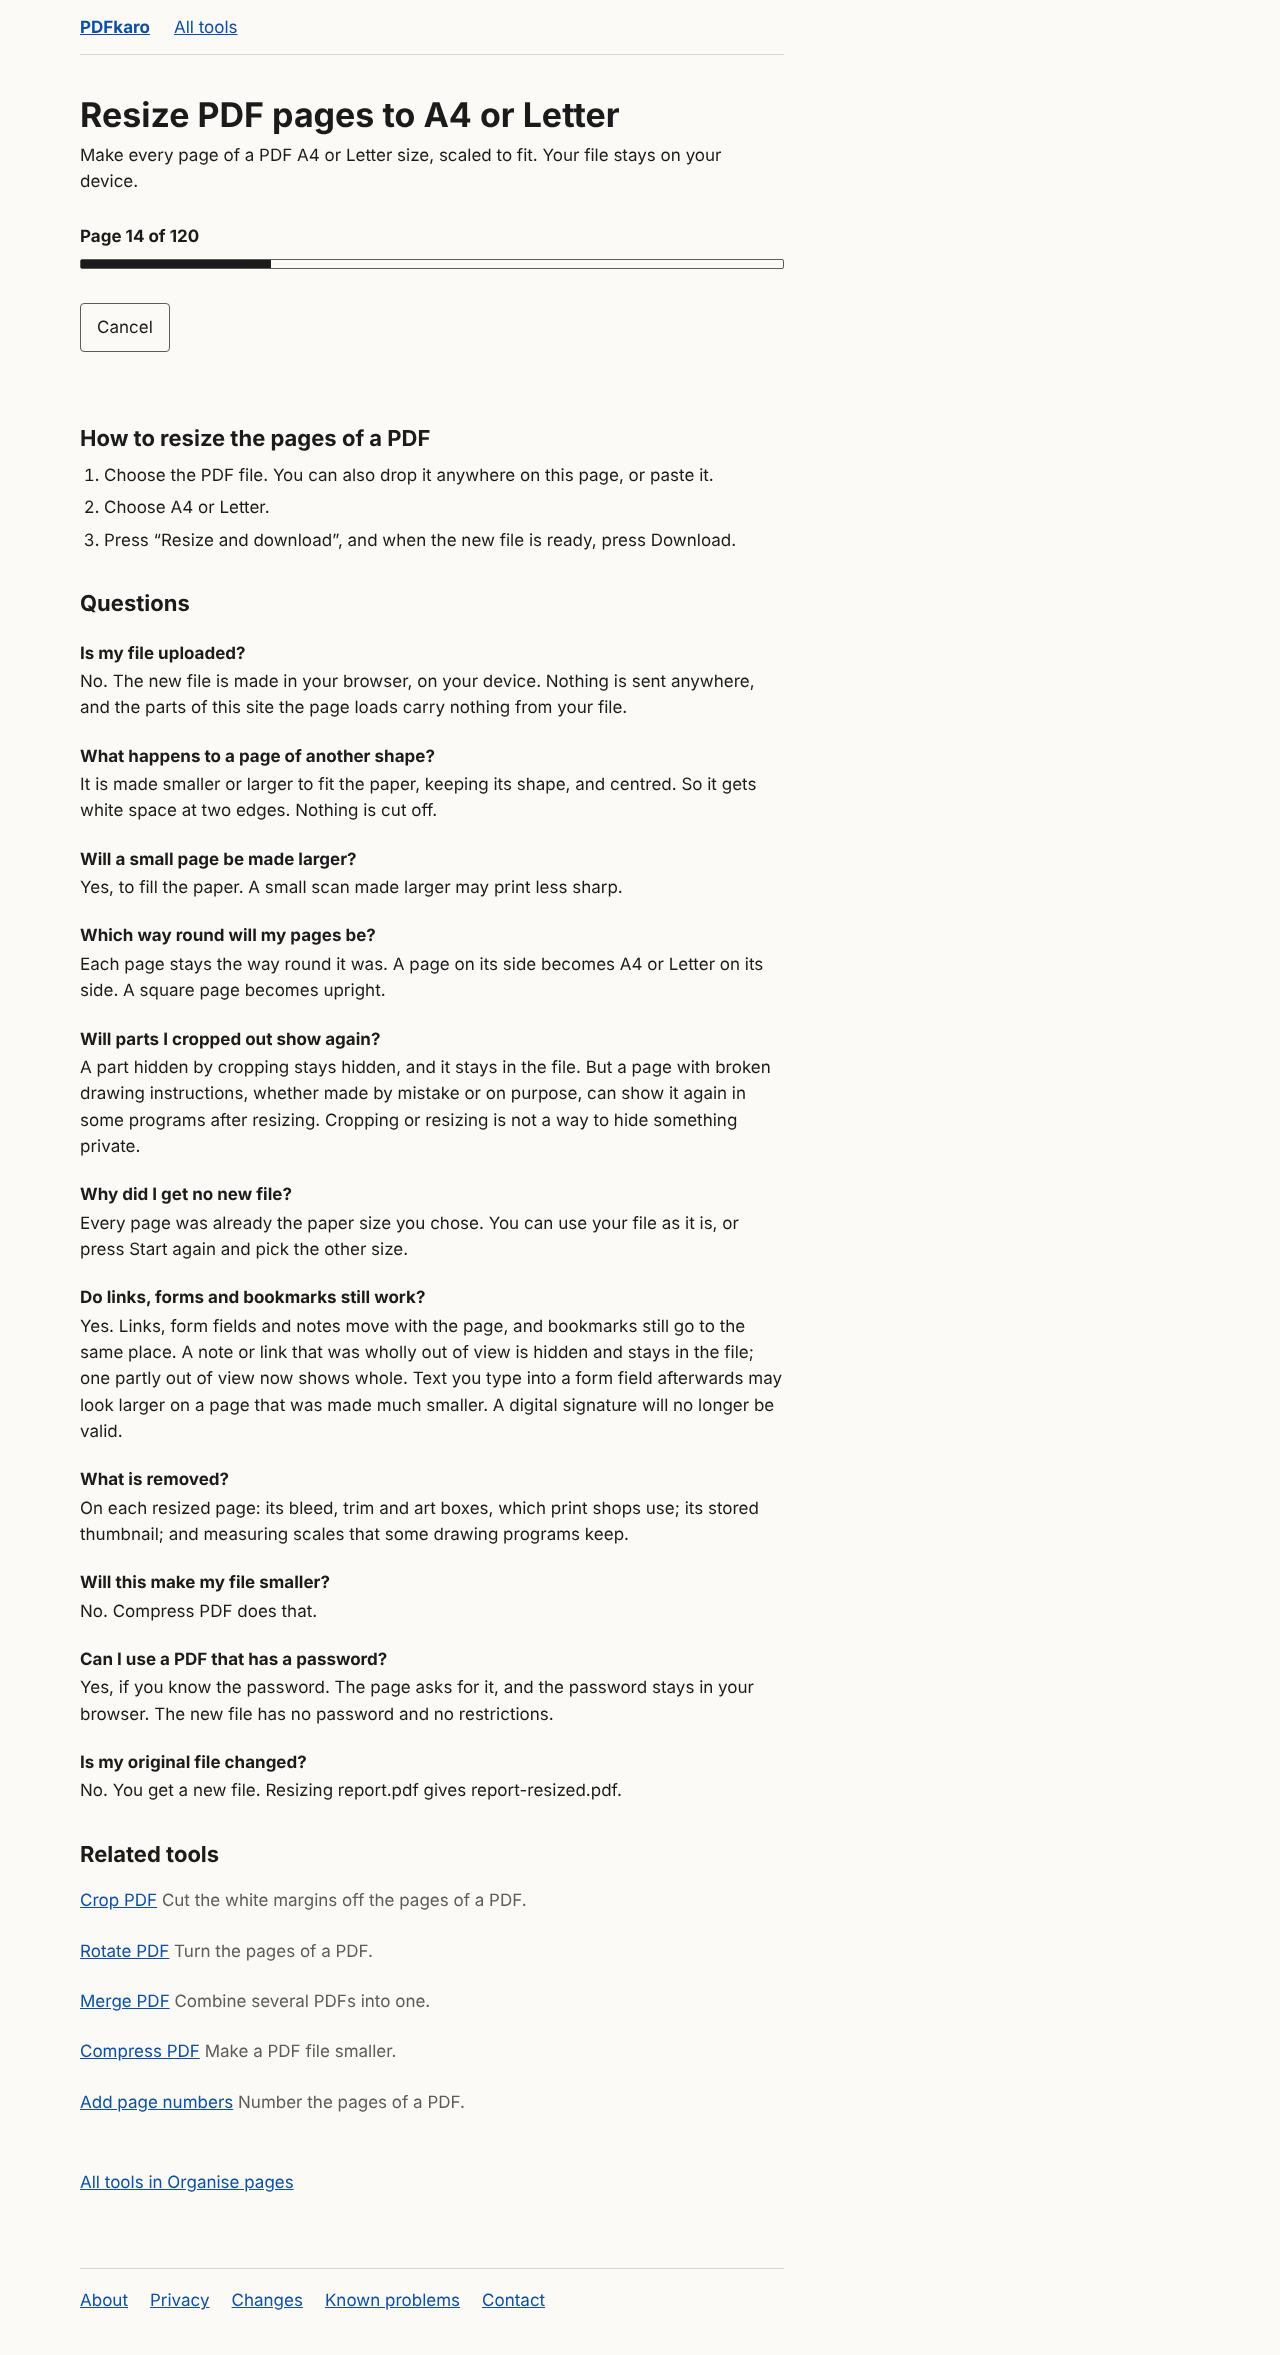 PDFkaro All tools
Resize PDF pages to A4 or Letter
Make every page of a PDF A4 or Letter size, scaled to fit. Your file stays on your
device.
Page 14 of 120
Cancel
How to resize the pages of a PDF
1. Choose the PDF file. You can also drop it anywhere on this page, or paste it.
2. Choose A4 or Letter.
3. Press “Resize and download”, and when the new file is ready, press Download.
Questions
Is my file uploaded?
No. The new file is made in your browser, on your device. Nothing is sent anywhere,
and the parts of this site the page loads carry nothing from your file.
What happens to a page of another shape?
It is made smaller or larger to fit the paper, keeping its shape, and centred. So it gets
white space at two edges. Nothing is cut off.
Will a small page be made larger?
Yes, to fill the paper. A small scan made larger may print less sharp.
Which way round will my pages be?
Each page stays the way round it was. A page on its side becomes A4 or Letter on its
side. A square page becomes upright.
Will parts I cropped out show again?
A part hidden by cropping stays hidden, and it stays in the file. But a page with broken
drawing instructions, whether made by mistake or on purpose, can show it again in
some programs after resizing. Cropping or resizing is not a way to hide something
private.
Why did I get no new file?
Every page was already the paper size you chose. You can use your file as it is, or
press Start again and pick the other size.
Do links, forms and bookmarks still work?
Yes. Links, form fields and notes move with the page, and bookmarks still go to the
same place. A note or link that was wholly out of view is hidden and stays in the file;
one partly out of view now shows whole. Text you type into a form field afterwards may
look larger on a page that was made much smaller. A digital signature will no longer be
valid.
What is removed?
On each resized page: its bleed, trim and art boxes, which print shops use; its stored
thumbnail; and measuring scales that some drawing programs keep.
Will this make my file smaller?
No. Compress PDF does that.
Can I use a PDF that has a password?
Yes, if you know the password. The page asks for it, and the password stays in your
browser. The new file has no password and no restrictions.
Is my original file changed?
No. You get a new file. Resizing report.pdf gives report-resized.pdf.
Related tools
Crop PDF Cut the white margins off the pages of a PDF.
Rotate PDF Turn the pages of a PDF.
Merge PDF Combine several PDFs into one.
Compress PDF Make a PDF file smaller.
Add page numbers Number the pages of a PDF.
All tools in Organise pages
About Privacy Changes Known problems Contact